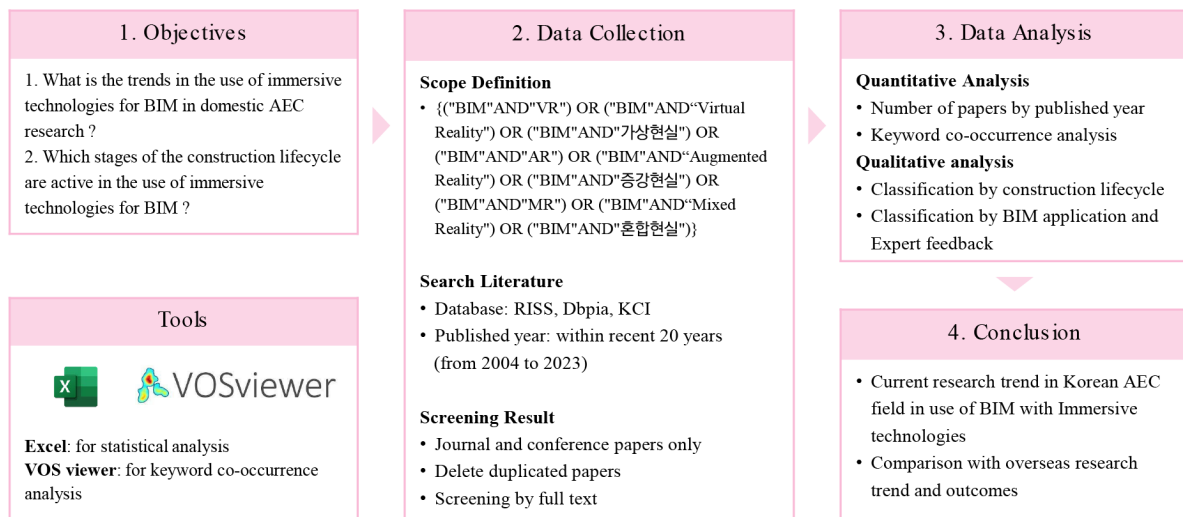 1. Objectives
1. What is the trends in the use of immersive
technologies for BIM in domestic AEC
research ?
2. Which stages of the construction lifecycle
are active in the use of immersive
technologies for BIM ?
Tools
X
VOSviewer
Excel: for statistical analysis
VOS viewer: for keyword co-occurrence
analysis
2. Data Collection
Scope Definition
• {("BIM"AND"VR") OR ("BIM"AND“Virtual
Reality") OR ("BIM"AND"가상현실") OR
("BIM"AND"AR") OR ("BIM"AND“Augmented
Reality") OR ("BIM"AND"증강현실") OR
("BIM"AND"MR") OR ("BIM"AND“Mixed
Reality") OR ("BIM"AND"혼합현실")}
Search Literature
• Database: RISS, Dbpia, KCI
• Published year: within recent 20 years
(from 2004 to 2023)
Screening Result
• Journal and conference papers only
• Delete duplicated papers
• Screening by full text
3. Data Analysis
Quantitative Analysis
• Number of papers by published year
• Keyword co-occurrence analysis
Qualitative analysis
• Classification by construction lifecycle
• Classification by BIM application and
Expert feedback
4. Conclusion
• Current research trend in Korean AEC
field in use of BIM with Immersive
technologies
• Comparison with overseas research
trend and outcomes